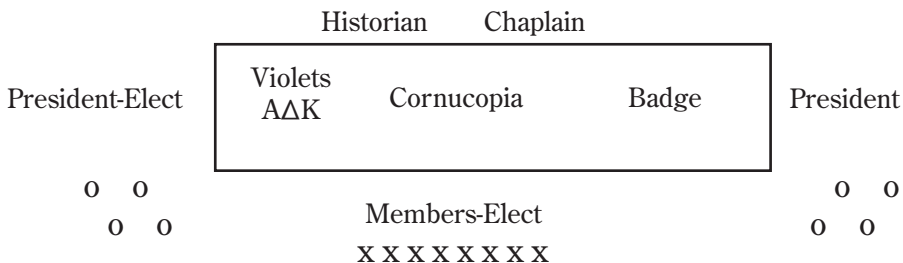 Historian Chaplain
Violets
President-Elect AΔK Cornucopia Badge President
o o o o
Members-Elect
o o o o
x x x x x x x x